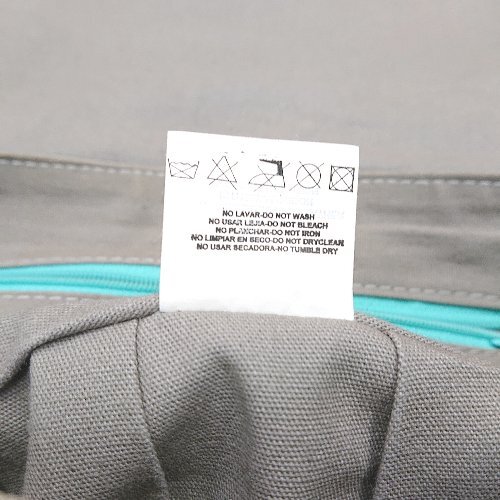 NO LAVAR-DO NOT WASH
NO USAR LEJIA-DO NOT BLEACH
NO PLANCHAR-DO NOT IRON
NO LIMPIAR EN SECO-DO NOT DRYCLEAN
NO USAR SECADORA-NO TUMBLE DRY